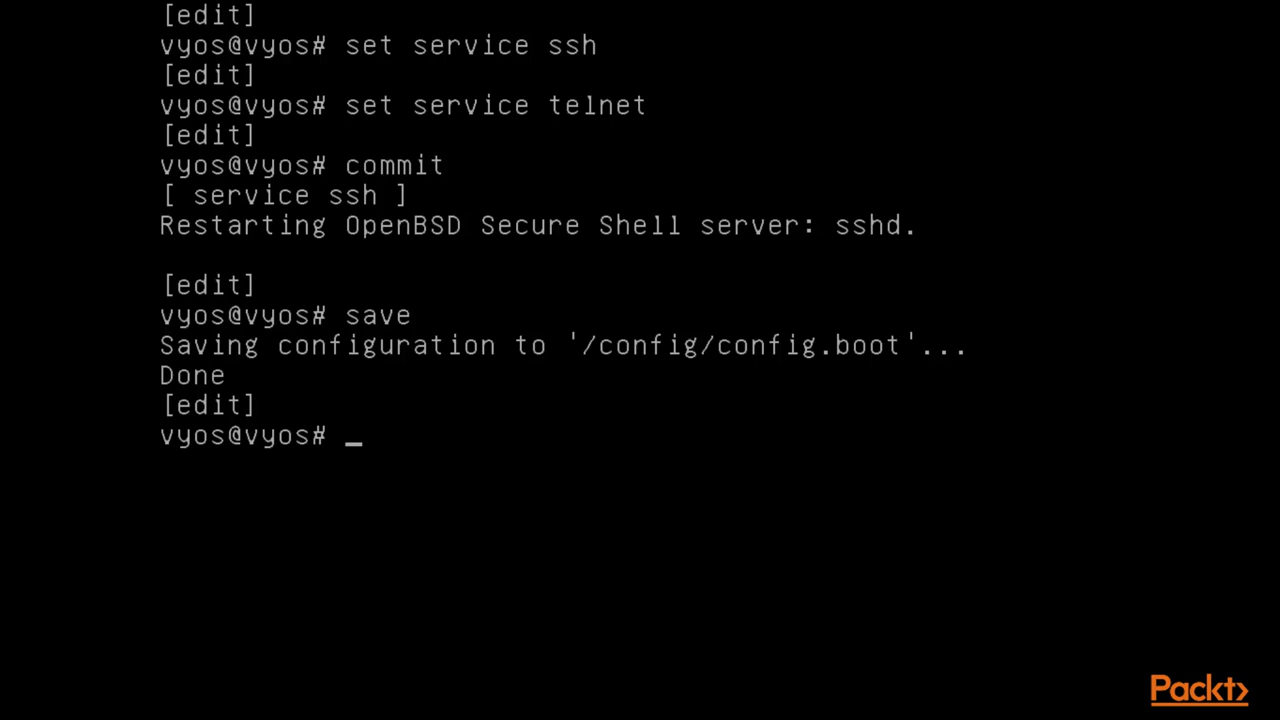 [edit]
vyos@vyos# set service ssh
[edit]
vyos@vyos# set service telnet
[edit]
vyos@vyos# commit
[ service ssh ]
Restarting OpenBSD Secure Shell server: sshd.
[edit]
vyos@vyos# save
Saving configuration to '/config/config.boot'...
Done
[edit]
vyos@vyos# _
Packt>